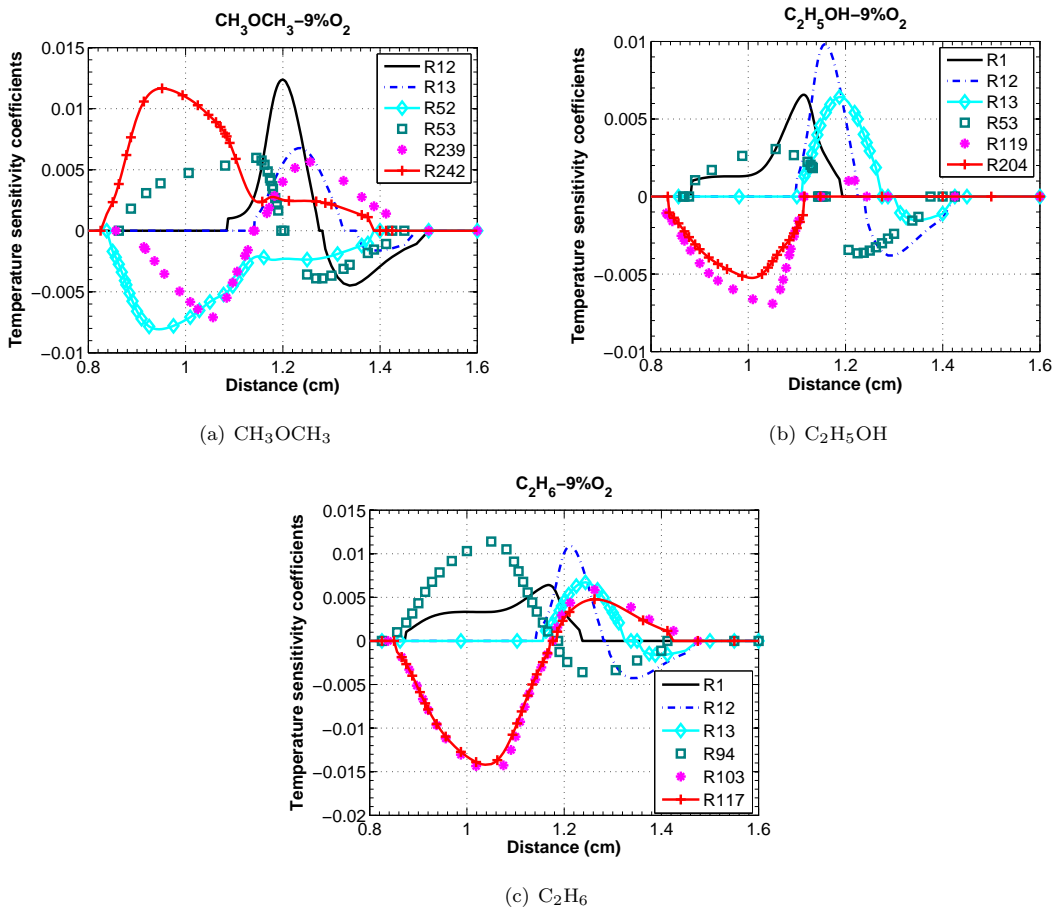 CH₃OCH₃−9%O₂
Temperature sensitivity coefficients
0.015
0.01
0.005
0
−0.005
−0.01
R12
R13
R52
R53
R239
R242
0.8 1 1.2 1.4 1.6
Distance (cm)
(a) CH₃OCH₃
C₂H₅OH−9%O₂
Temperature sensitivity coefficients
0.01
0.005
0
−0.005
−0.01
R1
R12
R13
R53
R119
R204
0.8 1 1.2 1.4 1.6
Distance (cm)
(b) C₂H₅OH
C₂H₆−9%O₂
Temperature sensitivity coefficients
0.015
0.01
0.005
0
−0.005
−0.01
−0.015
−0.02
R1
R12
R13
R94
R103
R117
0.8 1 1.2 1.4 1.6
Distance (cm)
(c) C₂H₆